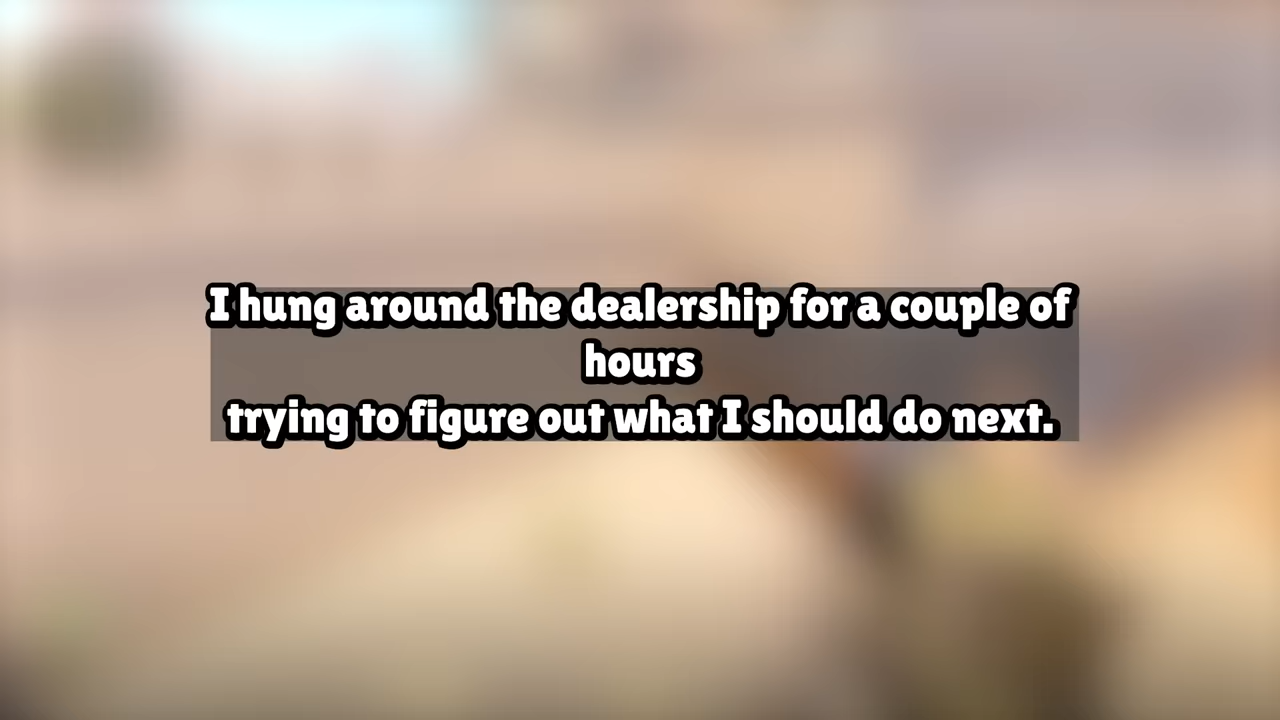 I hung around the dealership for a couple of
hours
trying to figure out what I should do next.